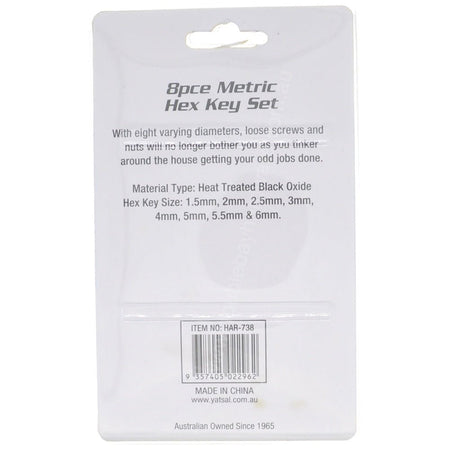 8pce Metric
Hex Key Set
With eight varying diameters, loose screws and
nuts will no longer bother you as you tinker
around the house getting your odd jobs done.
Material Type: Heat Treated Black Oxide
Hex Key Size: 1.5mm, 2mm, 2.5mm, 3mm,
4mm, 5mm, 5.5mm & 6mm.
ITEM NO: HAR-738
9 357405 022962
MADE IN CHINA
www.yatsal.com.au
Australian Owned Since 1965